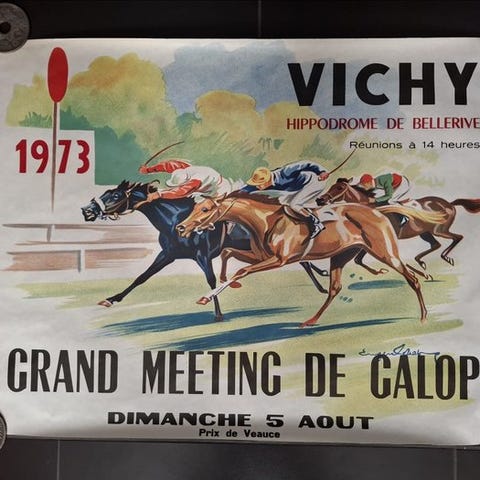 VICHY
HIPPODROME DE BELLERIVE
Réunions à 14 heures
1973
GRAND MEETING DE GALOP
DIMANCHE 5 AOUT
Prix de Veauce